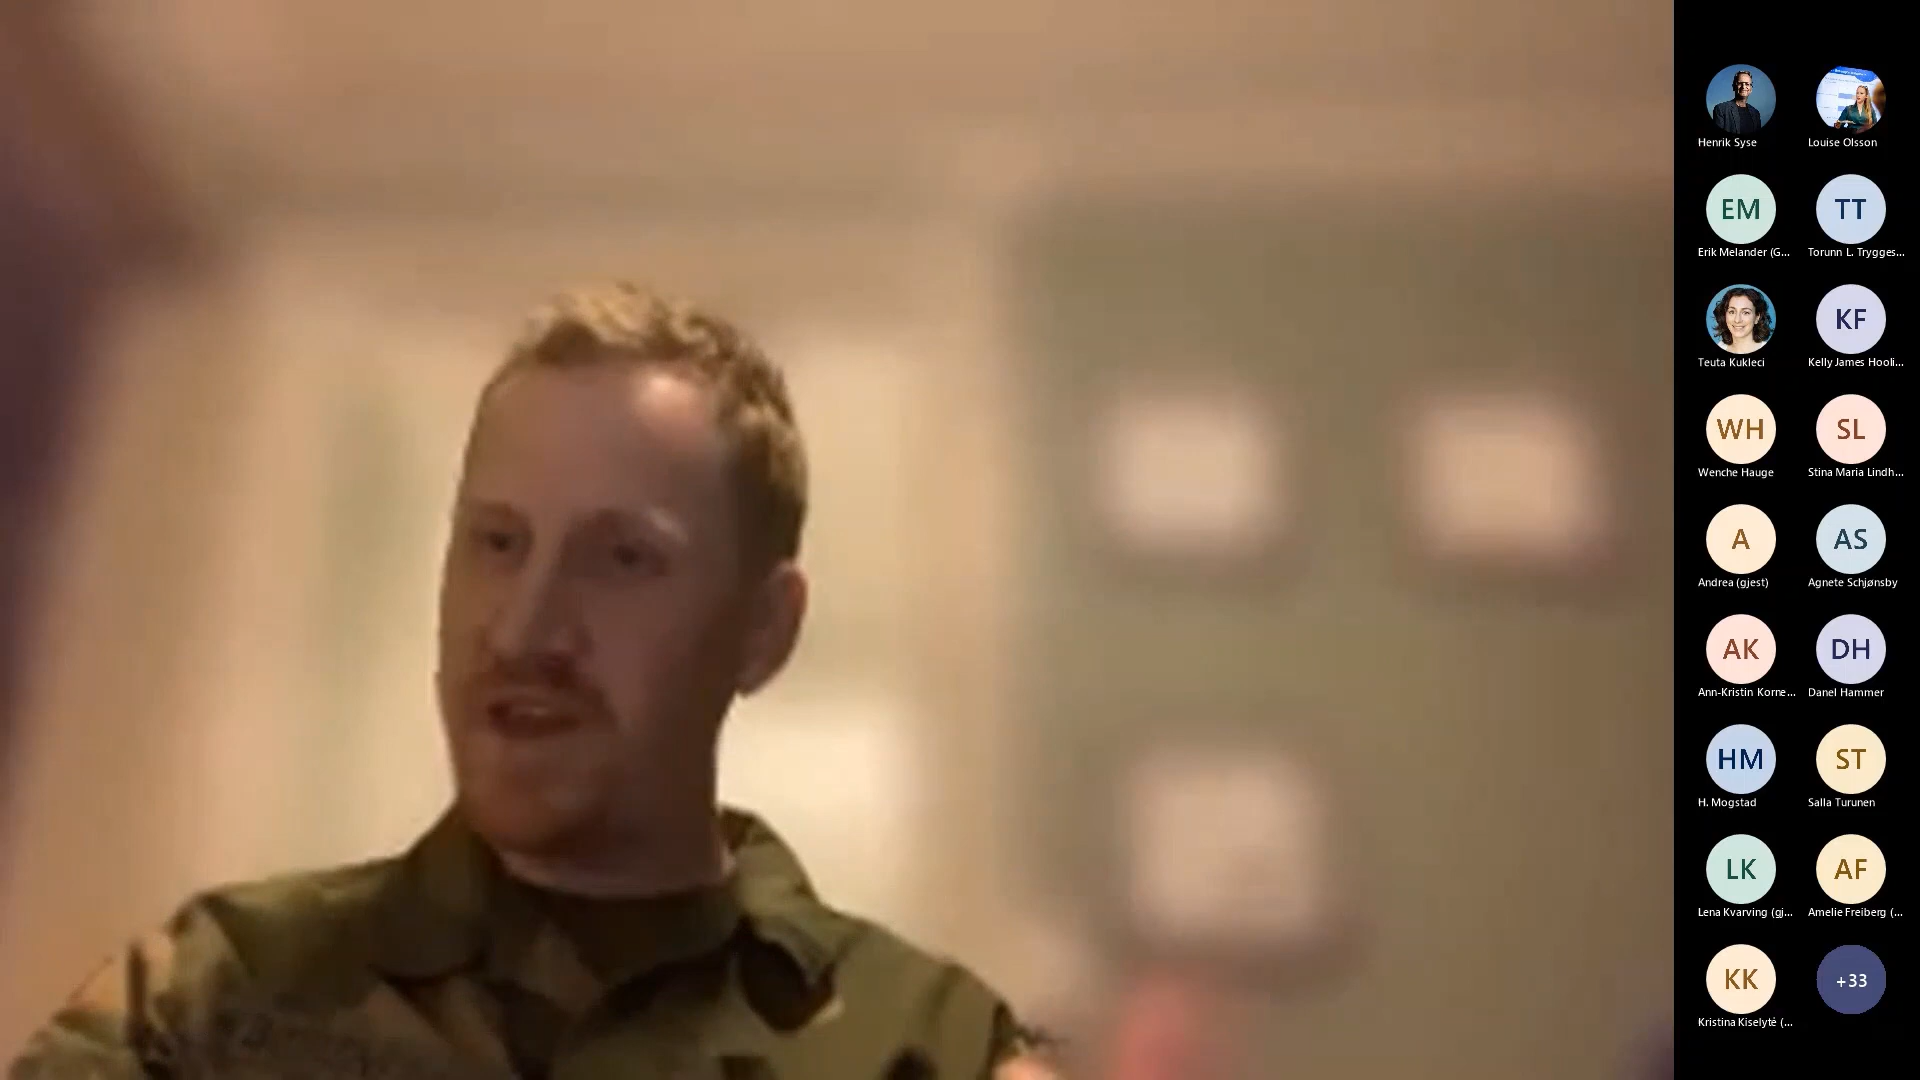 Henrik Syse
Louise Olsson
EM
TT
Erik Melander (G...
Torunn L. Trygges...
KF
Teuta Kukleci
Kelly James Hooli...
WH
SL
Wenche Hauge
Stina Maria Lindh...
A
AS
Andrea (gjest)
Agnete Schjønsby
AK
DH
Ann-Kristin Korne...
Danel Hammer
HM
ST
H. Mogstad
Salla Turunen
LK
AF
Lena Kvarving (gj...
Amelie Freiberg (...
KK
+33
Kristina Kiselytė (...